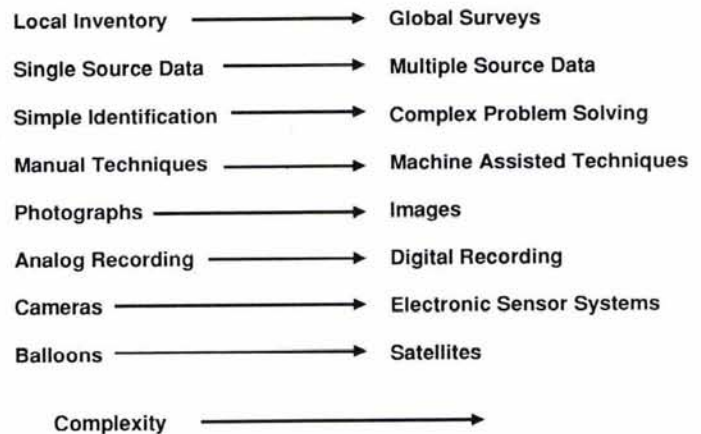 Local Inventory Global Surveys
Single Source Data Multiple Source Data
Simple Identification Complex Problem Solving
Manual Techniques Machine Assisted Techniques
Photographs Images
Analog Recording Digital Recording
Cameras Electronic Sensor Systems
Balloons Satellites
Complexity